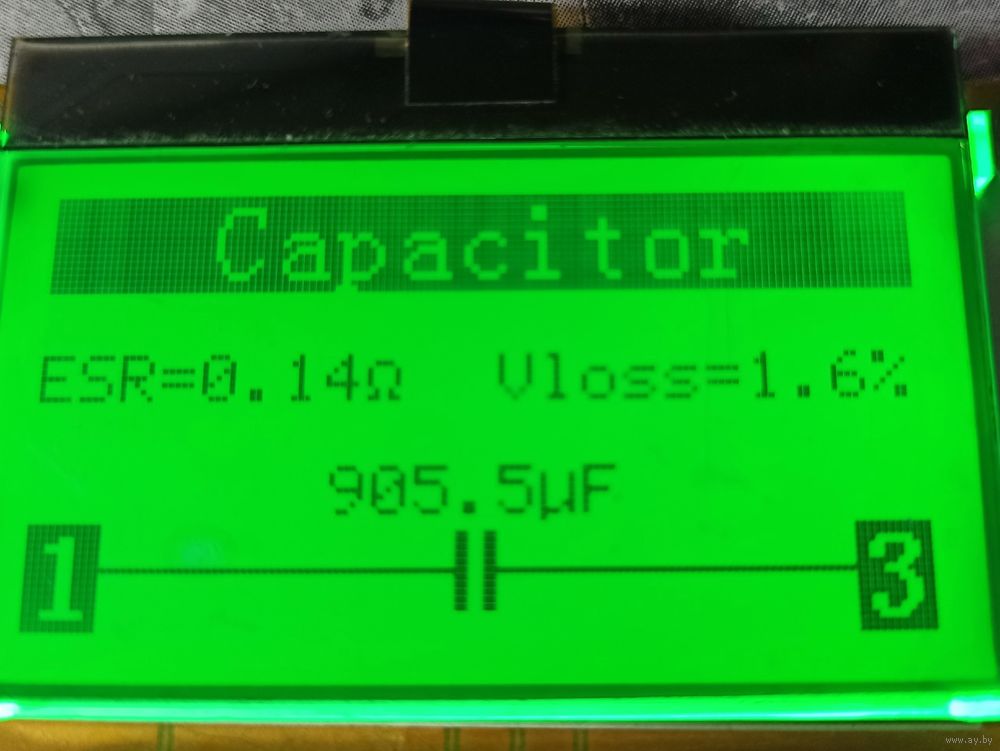 Capacitor
ESR=0.14Ω Vloss=1.6%
905.5µF
1 3
www.ay.by